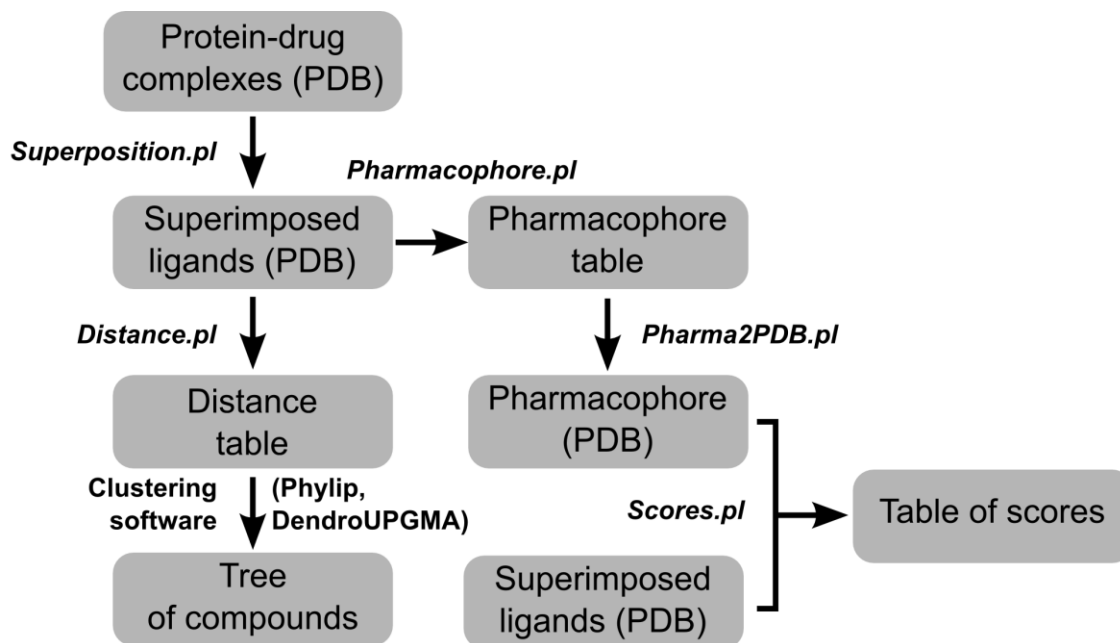 Protein-drug
complexes (PDB)
Superposition.pl
Pharmacophore.pl
Superimposed
ligands (PDB)
Pharmacophore
table
Distance.pl
Pharma2PDB.pl
Distance
table
Pharmacophore
(PDB)
Clustering
software
(Phylip,
DendroUPGMA)
Scores.pl
Table of scores
Tree
of compounds
Superimposed
ligands (PDB)